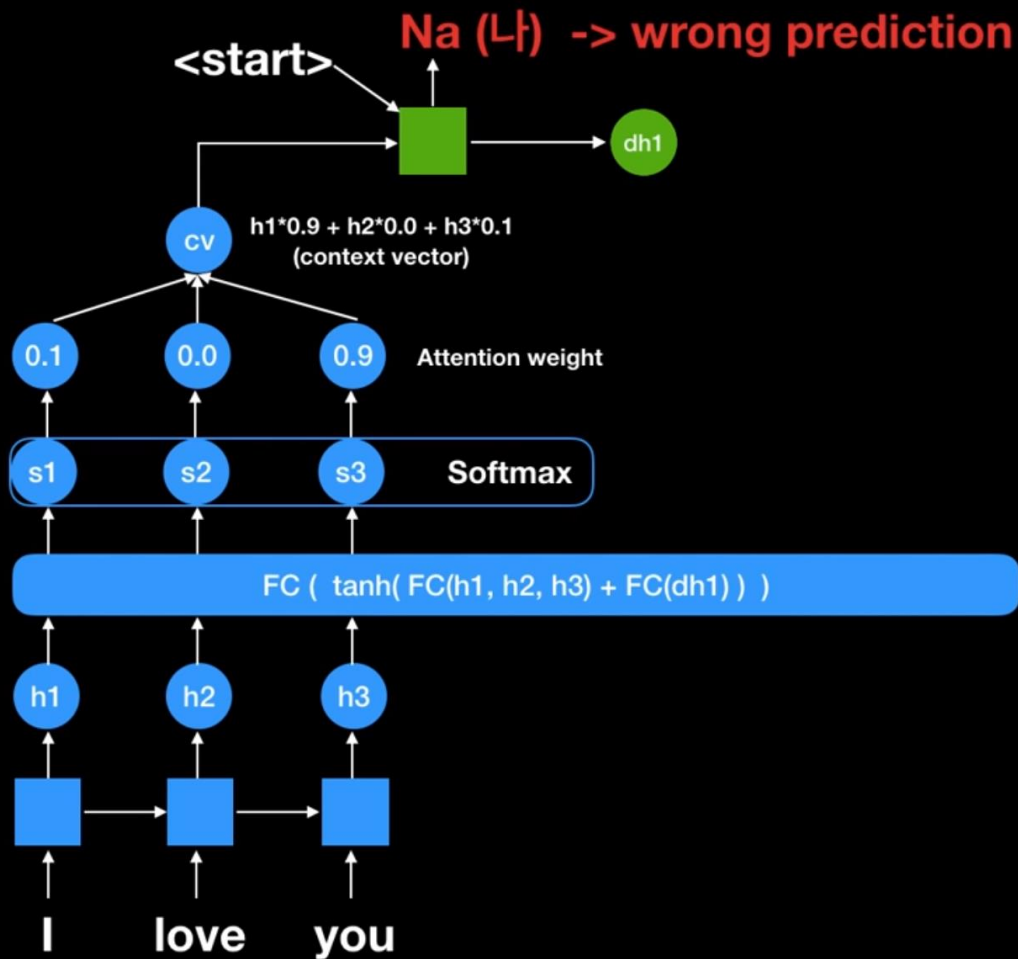 Na (나) -> wrong prediction
<start>
dh1
cv
h1*0.9 + h2*0.0 + h3*0.1
(context vector)
0.1 0.0 0.9 Attention weight
s1 s2 s3 Softmax
FC ( tanh( FC(h1, h2, h3) + FC(dh1) ) )
h1 h2 h3
I love you